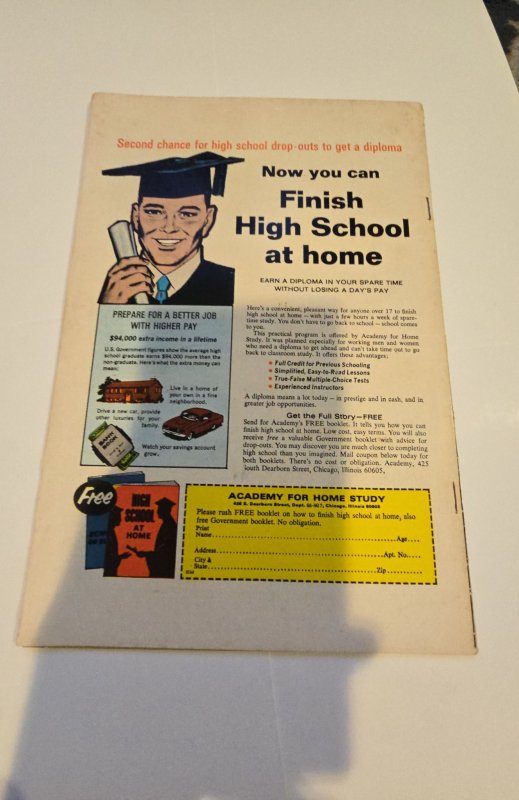 Second chance for high school drop-outs to get a diploma
Now you can
Finish
High School
at home
EARN A DIPLOMA IN YOUR SPARE TIME
WITHOUT LOSING A DAY'S PAY
PREPARE FOR A BETTER JOB
WITH HIGHER PAY
$94,000 extra income in a lifetime
U.S. Government figures show the average high
school graduate earns $94,000 more than the
non-graduate. Here's what the extra money can
mean:
Live in a home of
your own in a fine
neighborhood.
Drive a new car, provide
other luxuries for your
family.
BANK
BOOK
Watch your savings account
grow.
Here's a convenient, pleasant way for anyone over 17 to finish
high school at home – with just a few hours a week of spare-
time study. You don't have to go back to school – school comes
to you.
This practical program is offered by Academy for Home
Study. It was planned especially for working men and women
who need a diploma to get ahead and can't take time out to go
back to classroom study. It offers these advantages:
• Full Credit for Previous Schooling
• Simplified, Easy-to-Read Lessons
• True-False Multiple-Choice Tests
• Experienced Instructors
A diploma means a lot today – in prestige and in cash, and in
greater job opportunities.
Get the Full Story–FREE
Send for Academy's FREE booklet. It tells you how you can
finish high school at home. Low cost, easy terms. You will also
receive free a valuable Government booklet with advice for
drop-outs. You may discover you are much closer to completing
high school than you imagined. Mail coupon below today for
both booklets. There's no cost or obligation. Academy, 425
South Dearborn Street, Chicago, Illinois 60605.
Free
HIGH
SCHOOL
AT
HOME
ACADEMY FOR HOME STUDY
Chicago, Illinois 60605
Please rush FREE booklet on how to finish high school at home, also
free Government booklet. No obligation.
Print
Name Age
Address Apt. No.
City &
State Zip